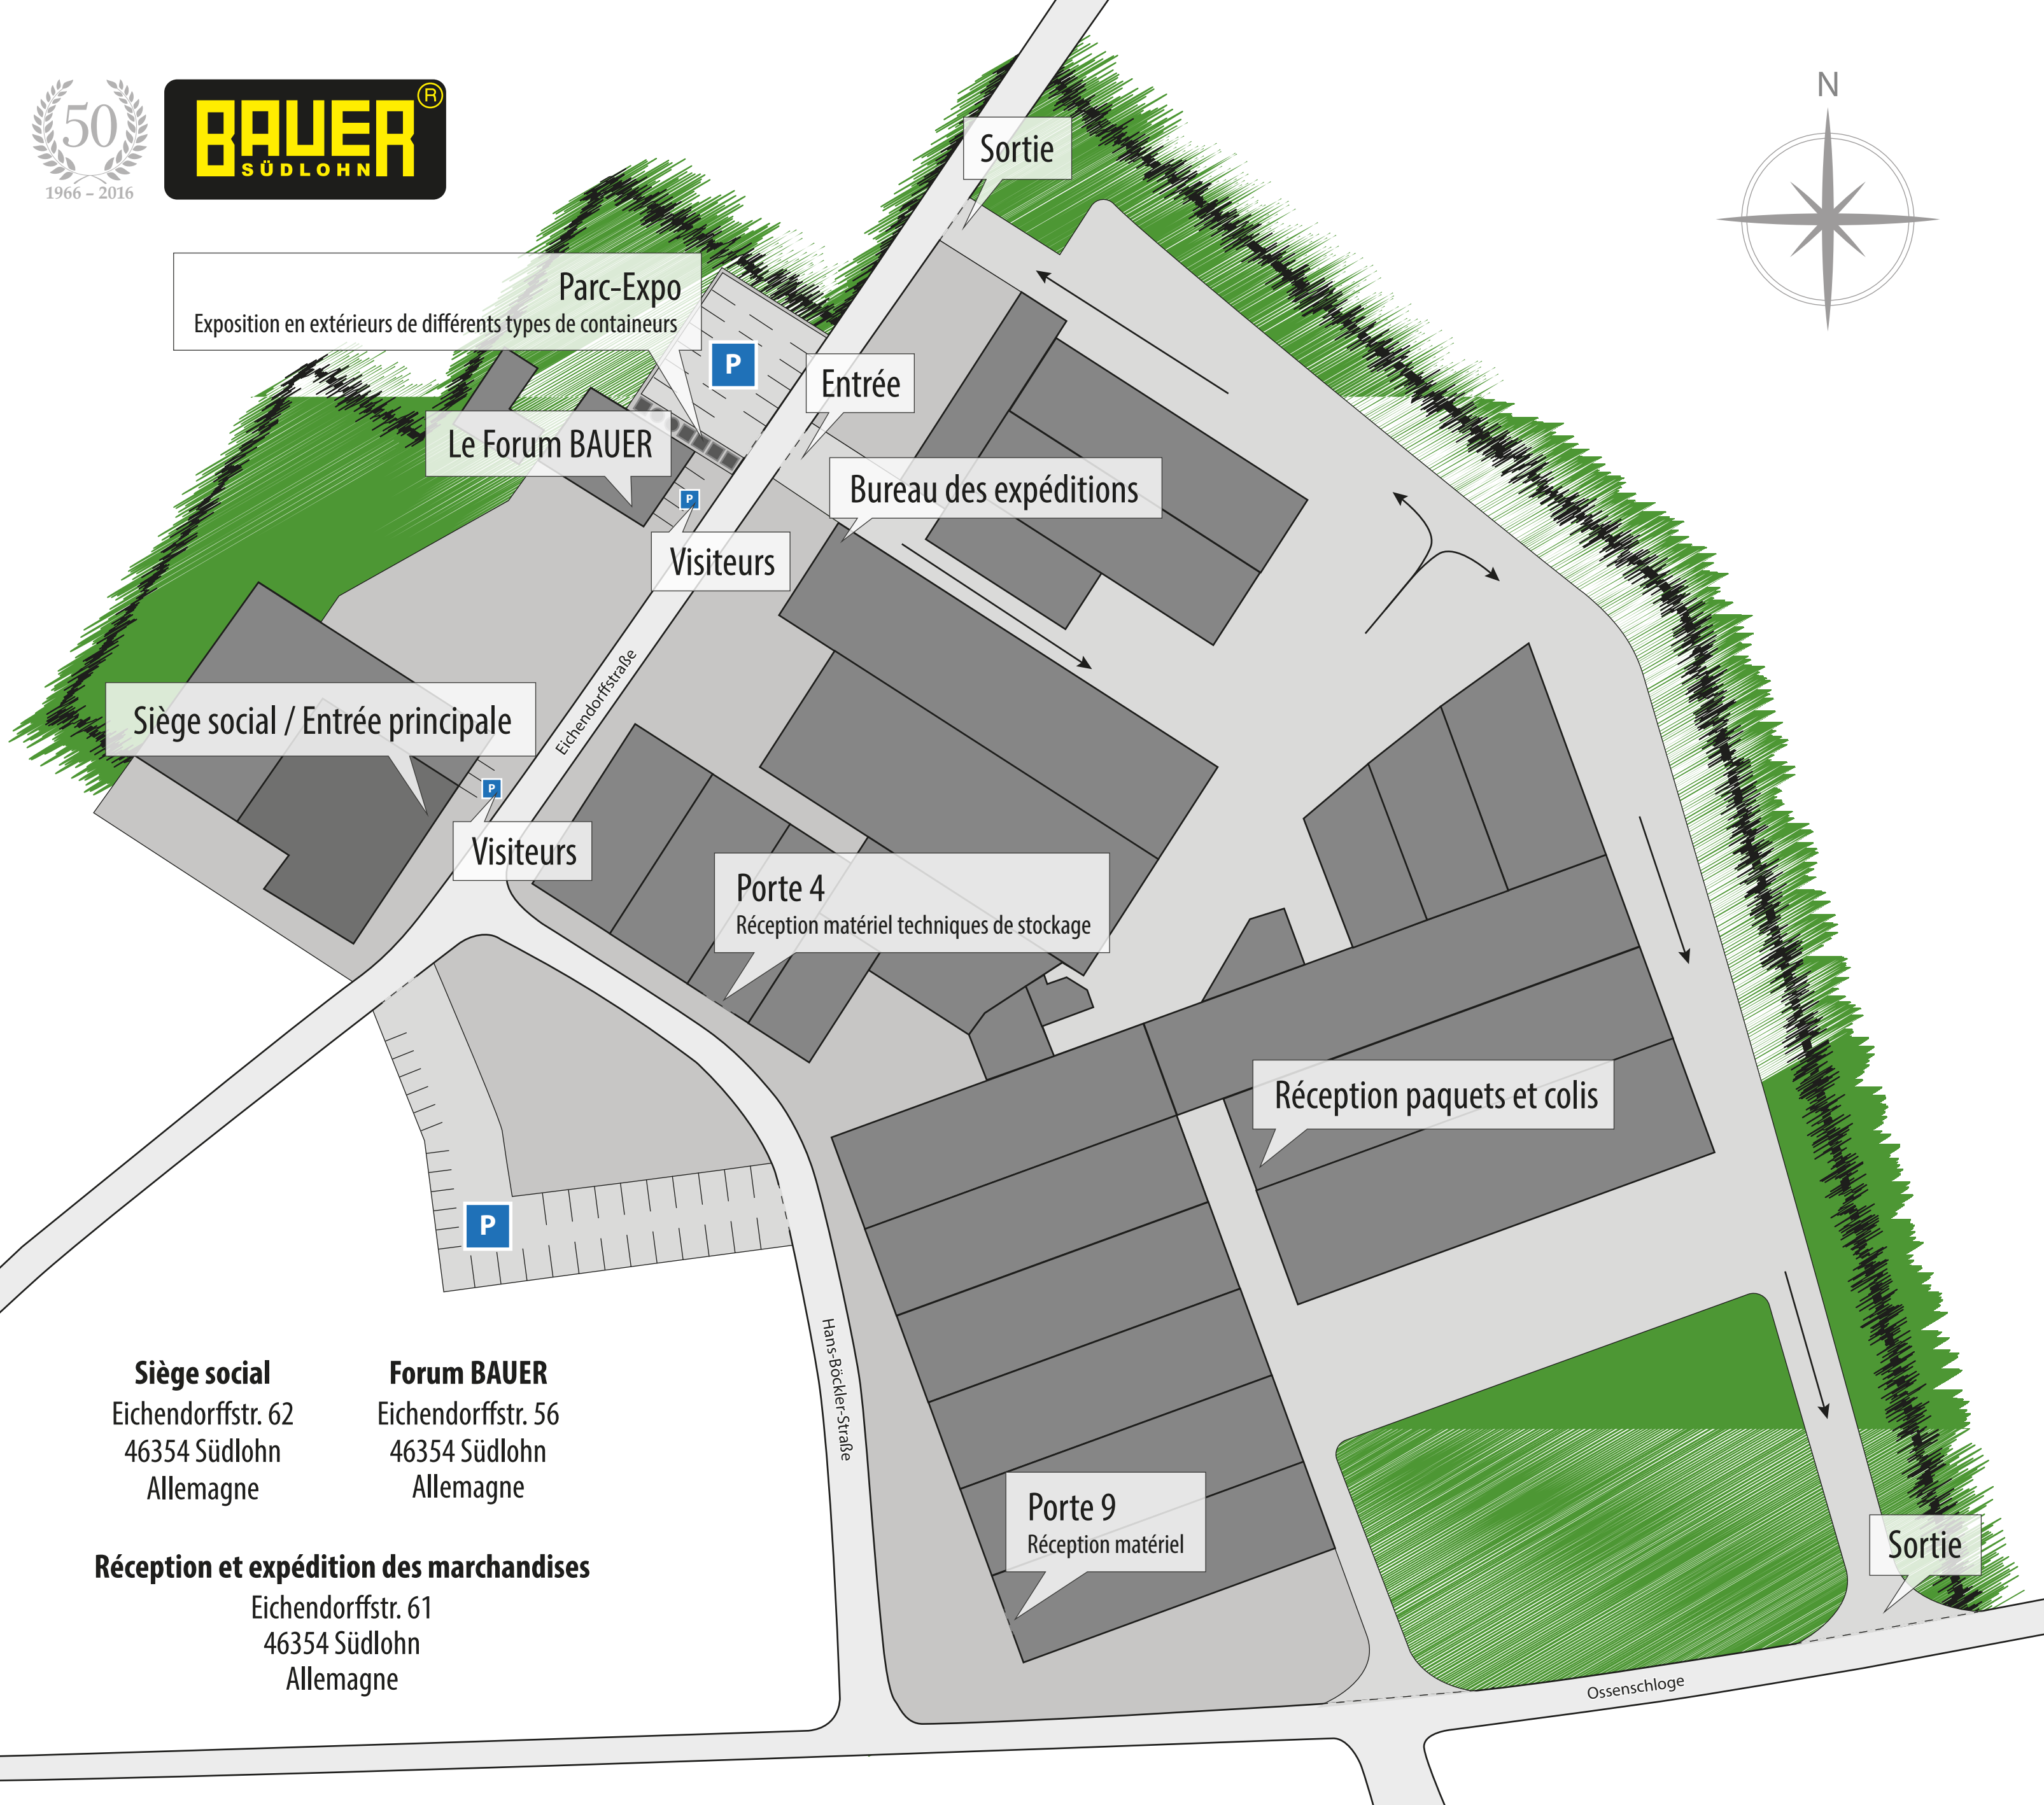 50
1966 – 2016
BAUER®
SÜDLOHN
N
Sortie
Parc-Expo
Exposition en extérieurs de différents types de containeurs
P
Entrée
Le Forum BAUER
Bureau des expéditions
P
Visiteurs
Eichendorffstraße
Siège social / Entrée principale
P
Visiteurs
Porte 4
Réception matériel techniques de stockage
Réception paquets et colis
P
Hans-Böckler-Straße
Siège social
Eichendorffstr. 62
46354 Südlohn
Allemagne
Forum BAUER
Eichendorffstr. 56
46354 Südlohn
Allemagne
Réception et expédition des marchandises
Eichendorffstr. 61
46354 Südlohn
Allemagne
Porte 9
Réception matériel
Sortie
Ossenschloge